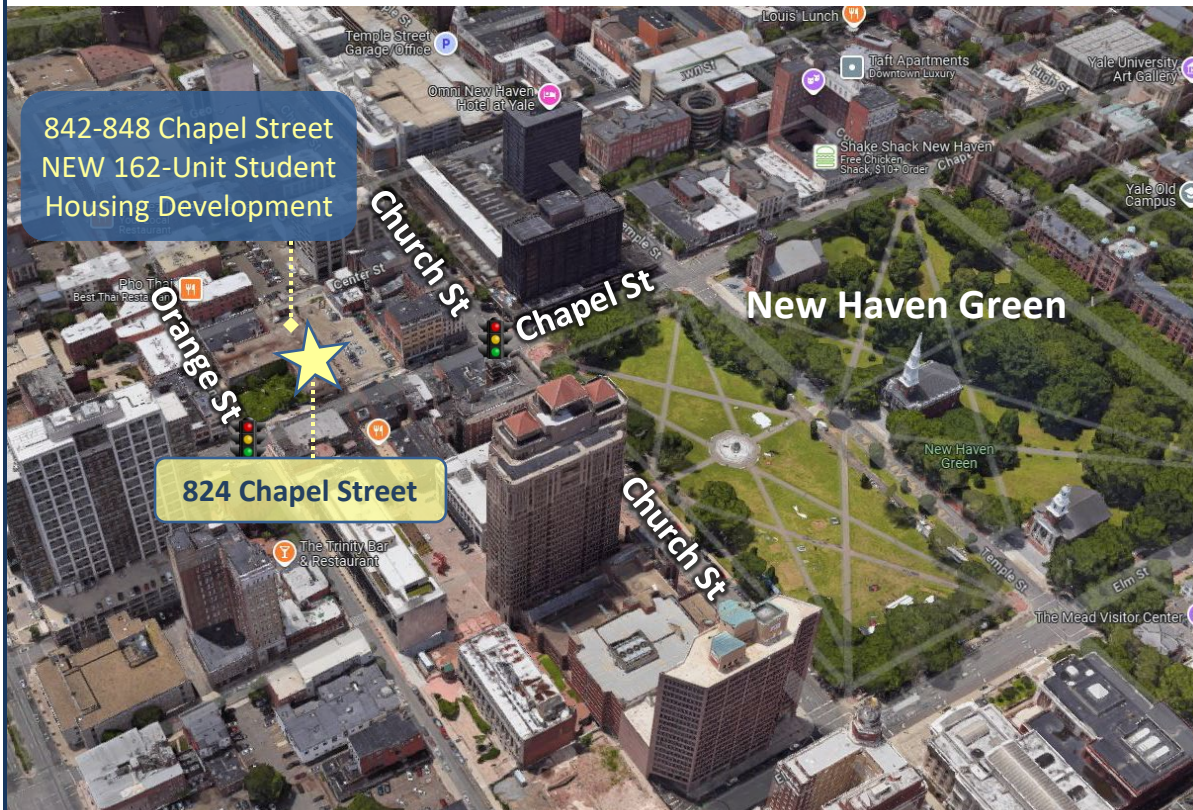 Louis' Lunch
Temple Street
Garage/Office
P
Taft Apartments
Downtown Luxury
Yale University
Art Gallery
High St
Omni New Haven
Hotel at Yale
842-848 Chapel Street
NEW 162-Unit Student
Housing Development
Shake Shack New Haven
Free Chicken
Shack, $10+ Order
Chape
Yale Old
Campus
Restaurant
Church St
Temple St
Center St
Pho Thai
Best Thai Resta
Orange St
Chapel St
New Haven Green
824 Chapel Street
New Haven
Green
Church St
The Trinity Bar
& Restaurant
Temple St
Elm St
The Mead Visitor Center